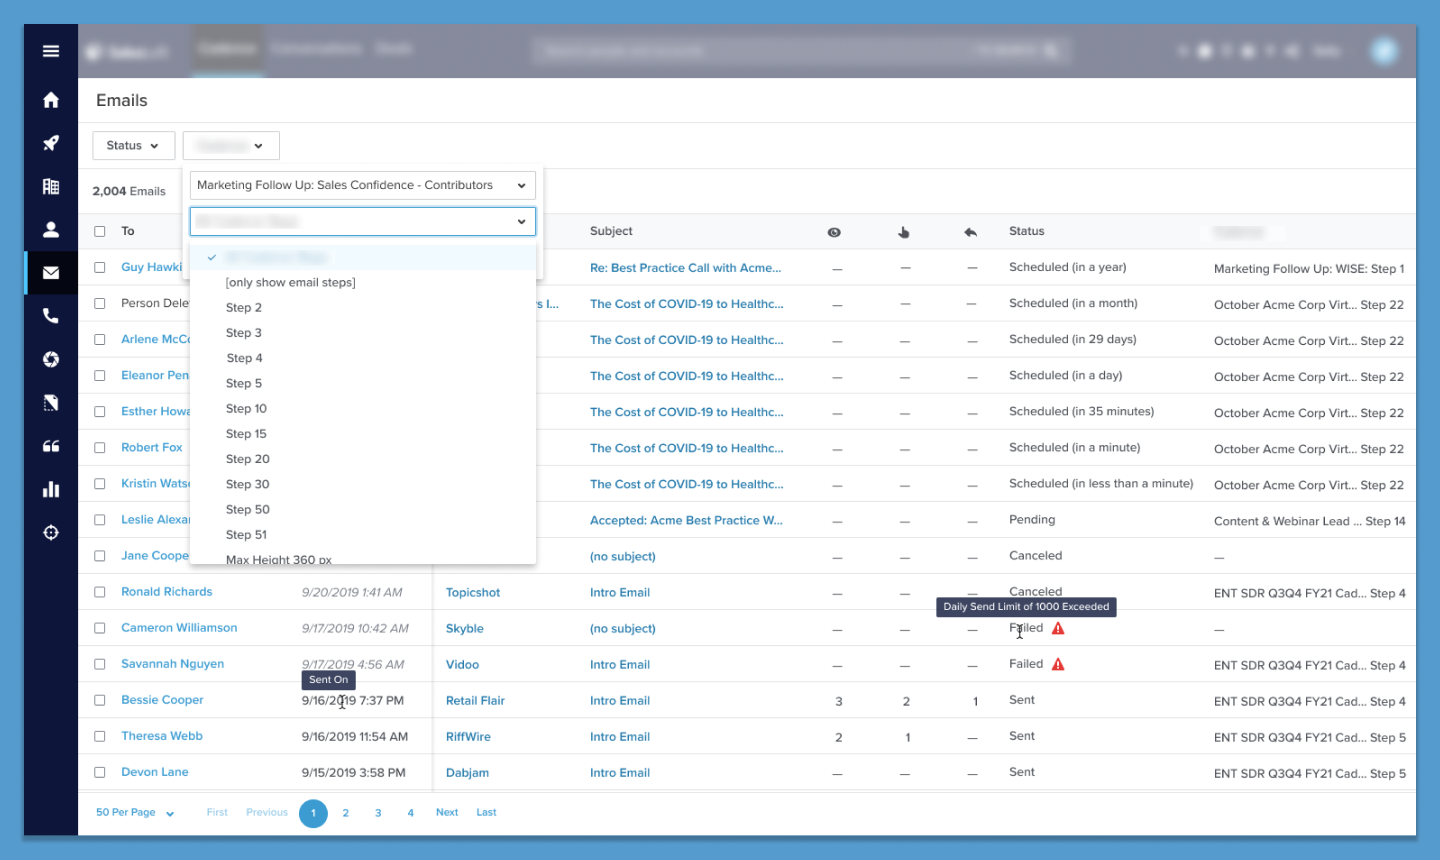 Emails
Status
2,004 Emails
Marketing Follow Up: Sales Confidence - Contributors
[only show email steps]
Step 2
Step 3
Step 4
Step 5
Step 10
Step 15
Step 20
Step 30
Step 50
Step 51
Max Height 360 px
To Subject Status
Guy Hawki Re: Best Practice Call with Acme... — — — Scheduled (in a year) Marketing Follow Up: WISE: Step 1
Person Dele s I... The Cost of COVID-19 to Healthc... — — — Scheduled (in a month) October Acme Corp Virt... Step 22
Arlene McCo The Cost of COVID-19 to Healthc... — — — Scheduled (in 29 days) October Acme Corp Virt... Step 22
Eleanor Pen The Cost of COVID-19 to Healthc... — — — Scheduled (in a day) October Acme Corp Virt... Step 22
Esther Howa The Cost of COVID-19 to Healthc... — — — Scheduled (in 35 minutes) October Acme Corp Virt... Step 22
Robert Fox The Cost of COVID-19 to Healthc... — — — Scheduled (in a minute) October Acme Corp Virt... Step 22
Kristin Watso The Cost of COVID-19 to Healthc... — — — Scheduled (in less than a minute) October Acme Corp Virt... Step 22
Leslie Alexa Accepted: Acme Best Practice W... — — — Pending Content & Webinar Lead ... Step 14
Jane Coope (no subject) — — — Canceled —
Ronald Richards 9/20/2019 1:41 AM Topicshot Intro Email — — — Canceled ENT SDR Q3Q4 FY21 Cad... Step 4
Daily Send Limit of 1000 Exceeded
Cameron Williamson 9/17/2019 10:42 AM Skyble (no subject) — — — Failed —
Savannah Nguyen 9/17/2019 4:56 AM Vidoo Intro Email — — — Failed ENT SDR Q3Q4 FY21 Cad... Step 4
Sent On
Bessie Cooper 9/16/2019 7:37 PM Retail Flair Intro Email 3 2 1 Sent ENT SDR Q3Q4 FY21 Cad... Step 4
Theresa Webb 9/16/2019 11:54 AM RiffWire Intro Email 2 1 — Sent ENT SDR Q3Q4 FY21 Cad... Step 5
Devon Lane 9/15/2019 3:58 PM Dabjam Intro Email — — — Sent ENT SDR Q3Q4 FY21 Cad... Step 5
50 Per Page First Previous 1 2 3 4 Next Last